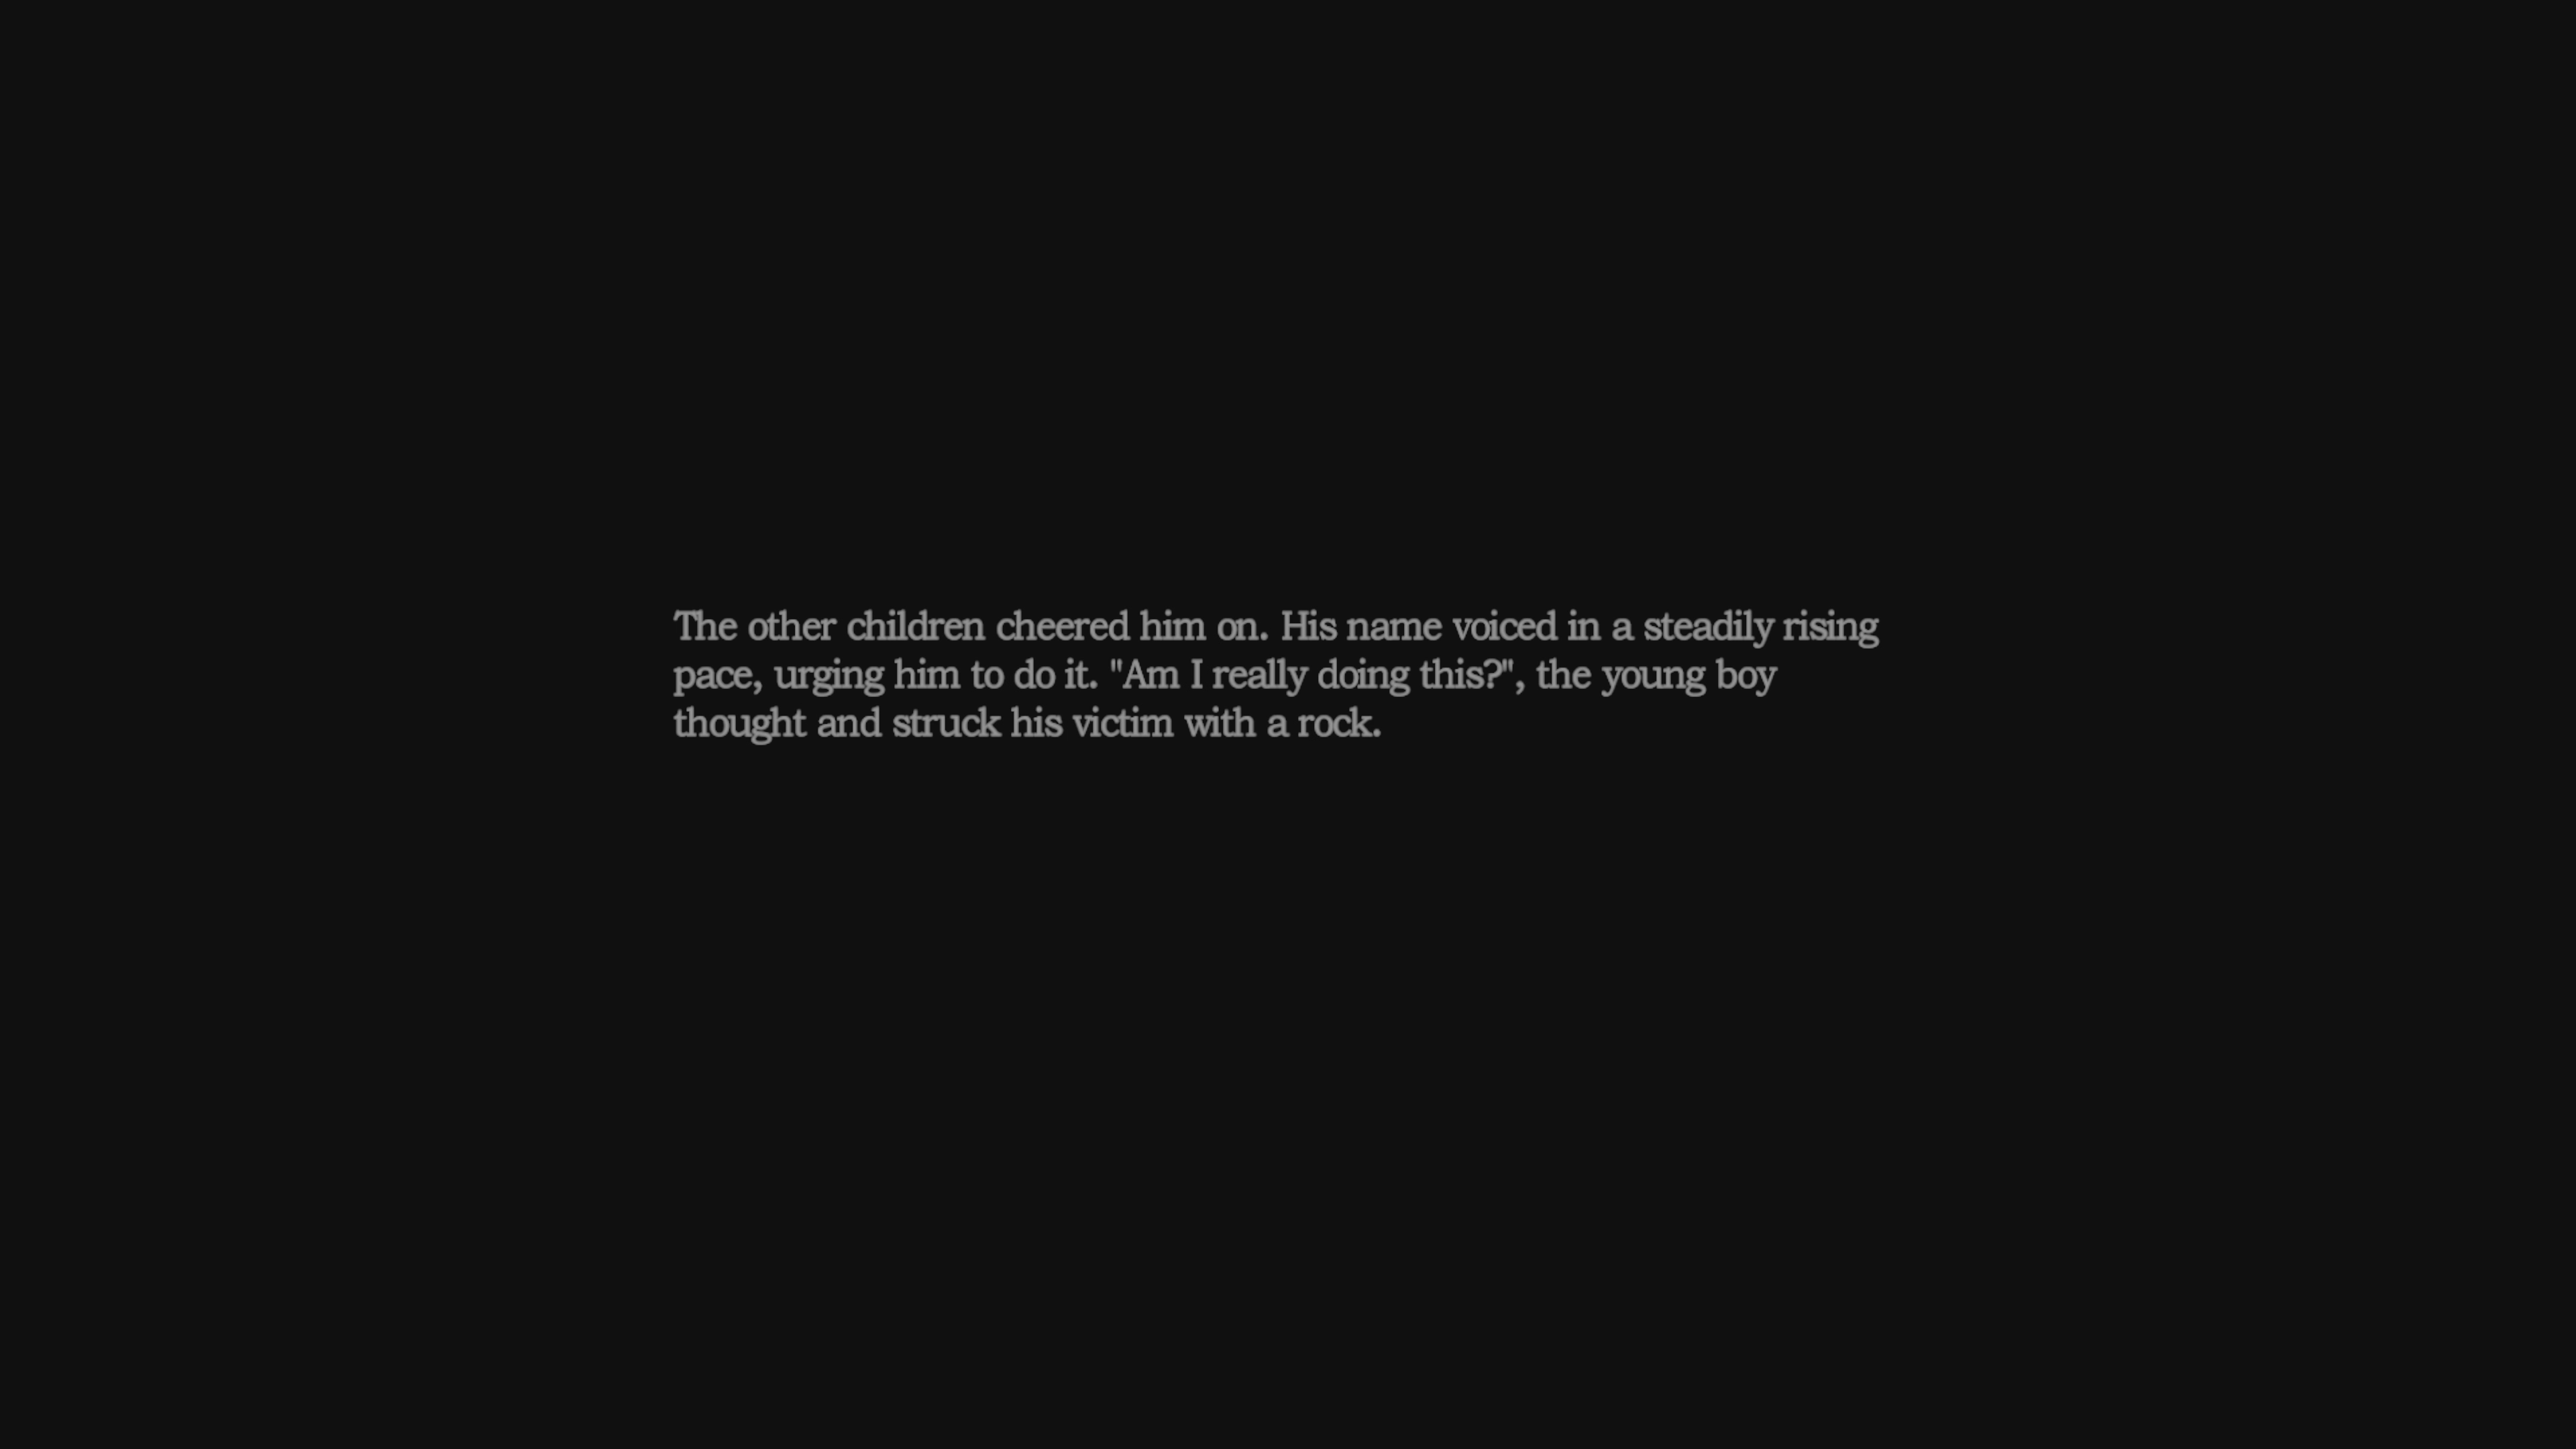 The other children cheered him on. His name voiced in a steadily rising
pace, urging him to do it. "Am I really doing this?", the young boy
thought and struck his victim with a rock.